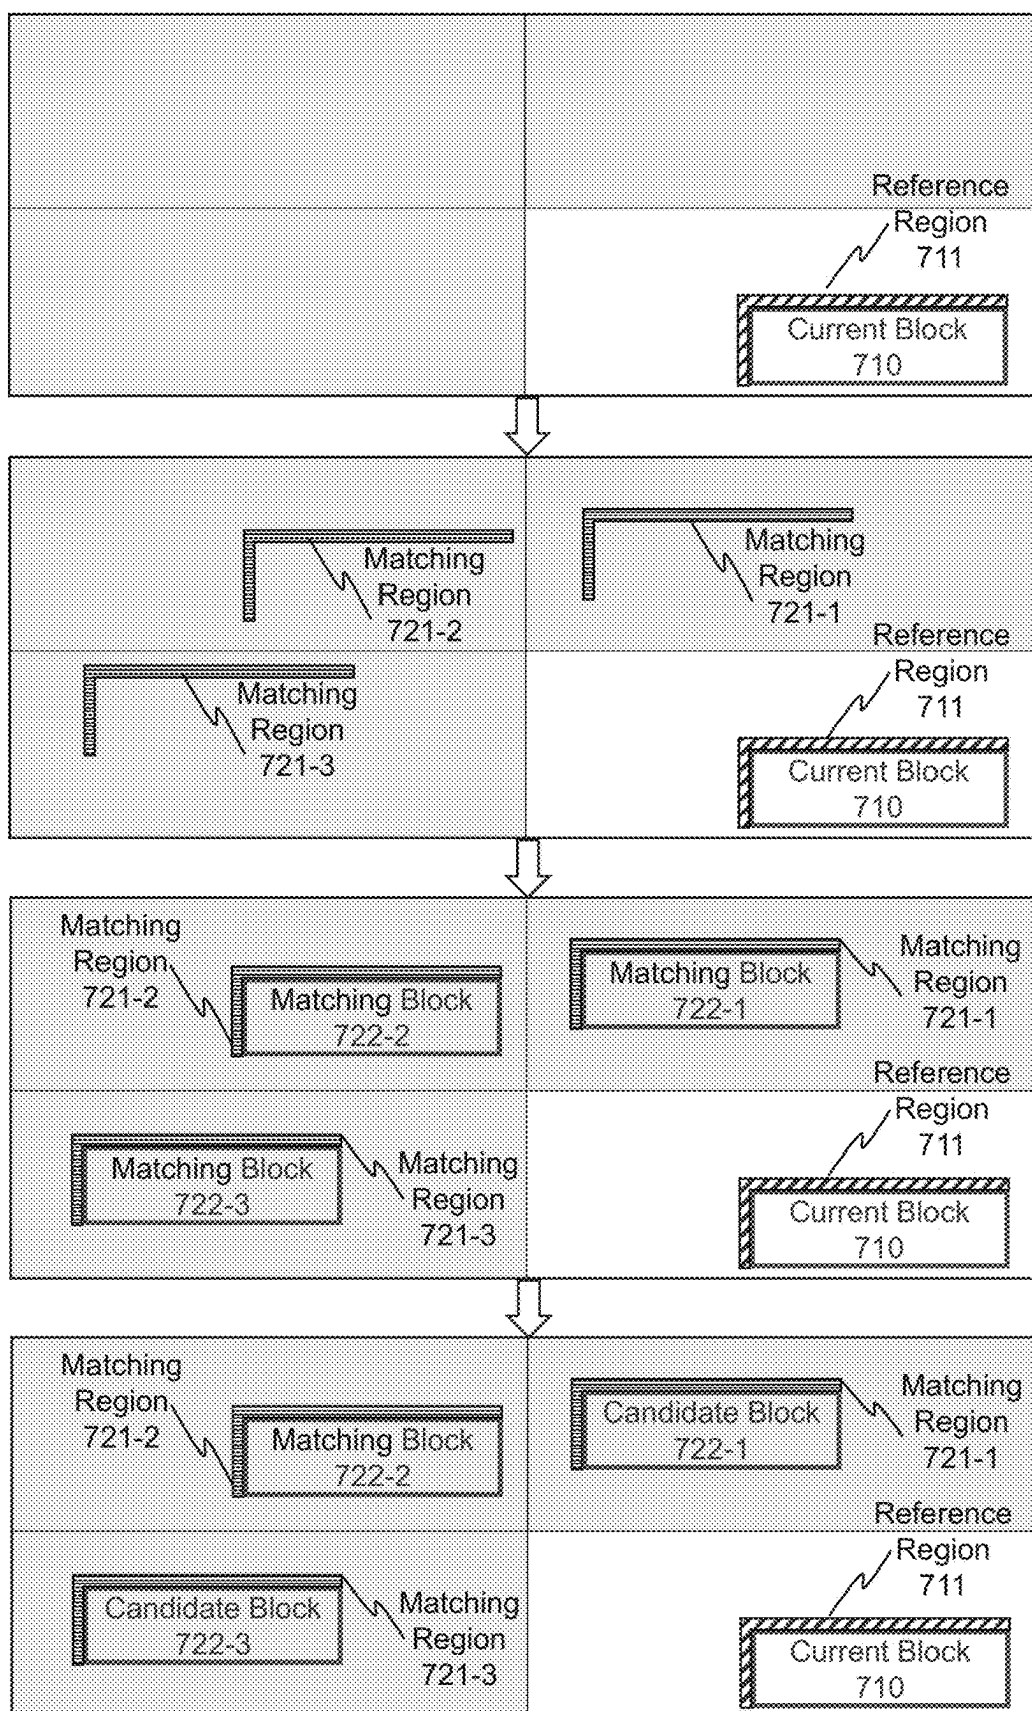 Reference
Region
711
Current Block
710
Matching
Region
721-2
Matching
Region
721-1
Matching
Region
721-3
Reference
Region
711
Current Block
710
Matching
Region
721-2
Matching Block
722-2
Matching Block
722-1
Matching
Region
721-1
Matching Block
722-3
Matching
Region
721-3
Reference
Region
711
Current Block
710
Matching
Region
721-2
Matching Block
722-2
Candidate Block
722-1
Matching
Region
721-1
Candidate Block
722-3
Matching
Region
721-3
Reference
Region
711
Current Block
710